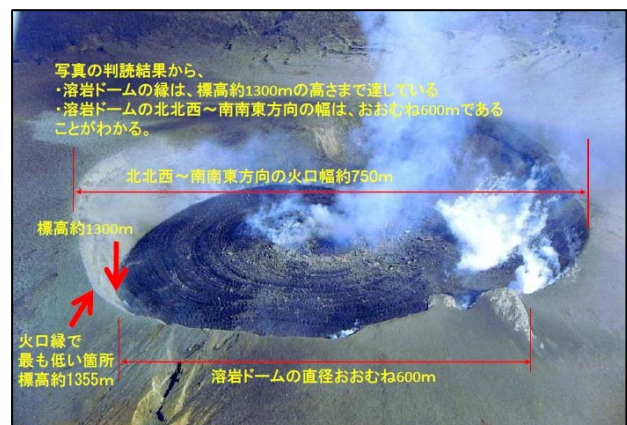 写真の判読結果から、
・溶岩ドームの縁は、標高約1300mの高さまで達している
・溶岩ドームの北北西～南南東方向の幅は、おおむね600mである
ことがわかる。
北北西～南南東方向の火口幅約750m
標高約1300m
火口縁で
最も低い箇所
標高約1355m
溶岩ドームの直径おおむね600m